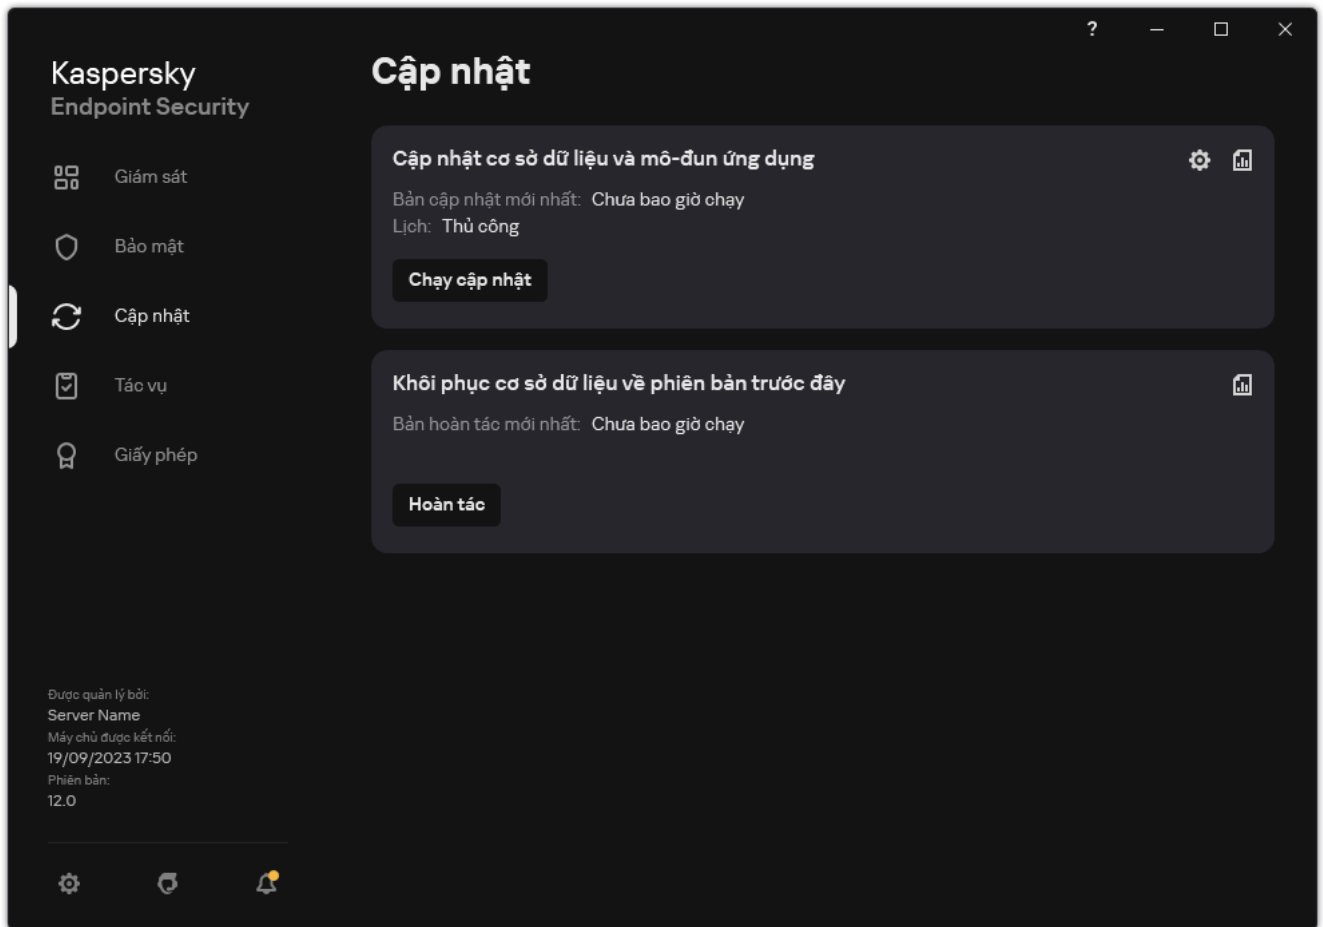 ?
Kaspersky
Endpoint Security
Giám sát
Bảo mật
Cập nhật
Tác vụ
Giấy phép
Được quản lý bởi:
Server Name
Máy chủ được kết nối:
19/09/2023 17:50
Phiên bản:
12.0
Cập nhật
Cập nhật cơ sở dữ liệu và mô-đun ứng dụng
Bản cập nhật mới nhất: Chưa bao giờ chạy
Lịch: Thủ công
Chạy cập nhật
Khôi phục cơ sở dữ liệu về phiên bản trước đây
Bản hoàn tác mới nhất: Chưa bao giờ chạy
Hoàn tác